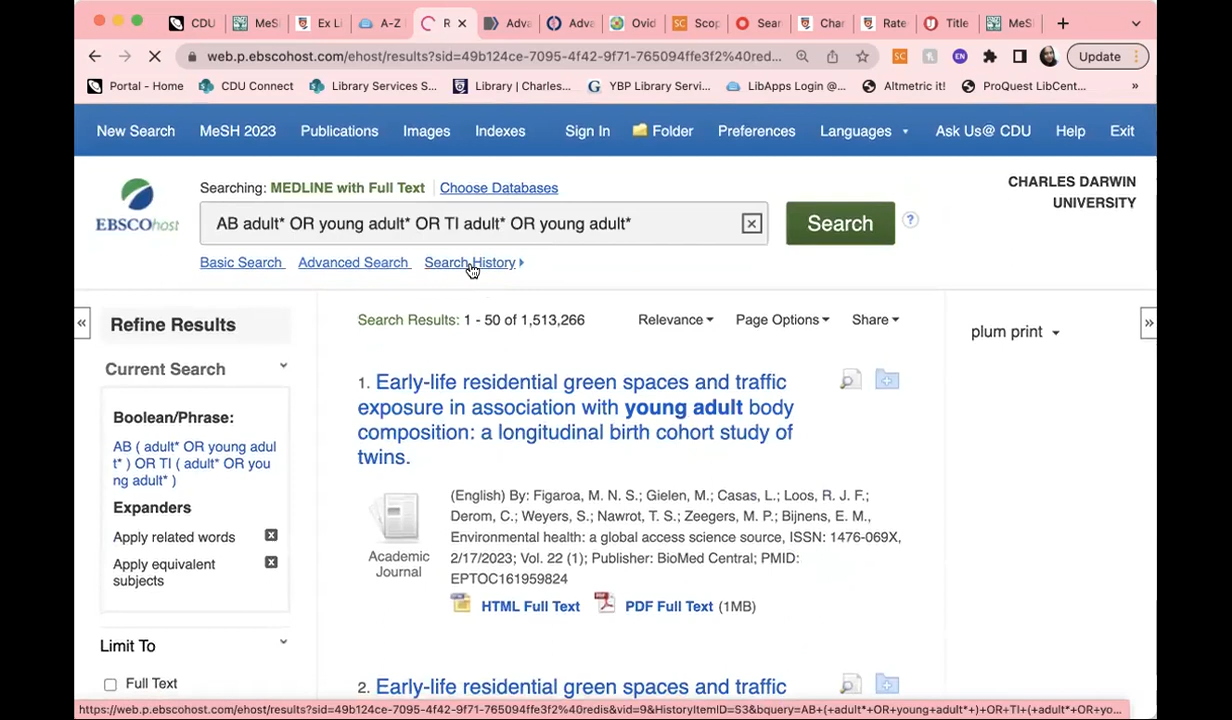 CDU
MeSH
Ex Li
A-Z
R
Adva
Adva
Ovid
Scop
Sear
Char
Rate
Title
MeS
web.p.ebscohost.com/ehost/results?sid=49b124ce-7095-4f42-9f71-765094ffe3f2%40red...
SC
EN
Update
Portal - Home
CDU Connect
Library Services S...
Library | Charles...
YBP Library Servi...
LibApps Login @...
Altmetric it!
ProQuest LibCent...
»
New Search
MeSH 2023
Publications
Images
Indexes
Sign In
Folder
Preferences
Languages
Ask Us@ CDU
Help
Exit
EBSCOhost
Searching: MEDLINE with Full Text
Choose Databases
CHARLES DARWIN
UNIVERSITY
AB adult* OR young adult* OR TI adult* OR young adult*
Search
?
Basic Search
Advanced Search
Search History
«
Refine Results
Current Search
Boolean/Phrase:
AB ( adult* OR young adul
t* ) OR TI ( adult* OR you
ng adult* )
Expanders
Apply related words
Apply equivalent
subjects
Limit To
Full Text
Search Results: 1 - 50 of 1,513,266
Relevance
Page Options
Share
1. Early-life residential green spaces and traffic
exposure in association with young adult body
composition: a longitudinal birth cohort study of
twins.
Academic
Journal
(English) By: Figaroa, M. N. S.; Gielen, M.; Casas, L.; Loos, R. J. F.;
Derom, C.; Weyers, S.; Nawrot, T. S.; Zeegers, M. P.; Bijnens, E. M.,
Environmental health: a global access science source, ISSN: 1476-069X,
2/17/2023; Vol. 22 (1); Publisher: BioMed Central; PMID:
EPTOC161959824
HTML Full Text
PDF Full Text (1MB)
2. Early-life residential green spaces and traffic
plum print
»
https://web.p.ebscohost.com/ehost/results?sid=49b124ce-7095-4f42-9f71-765094ffe3f2%40redis&vid=9&HistoryItemID=S3&bquery=AB+(+adult*+OR+young+adult*+)+OR+TI+(+adult*+OR+yo...